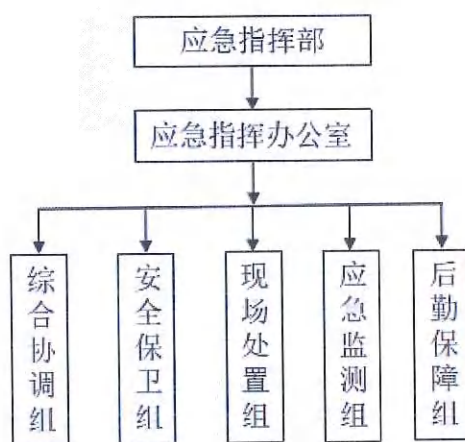 应急指挥部
应急指挥办公室
综合协调组
安全保卫组
现场处置组
应急监测组
后勤保障组